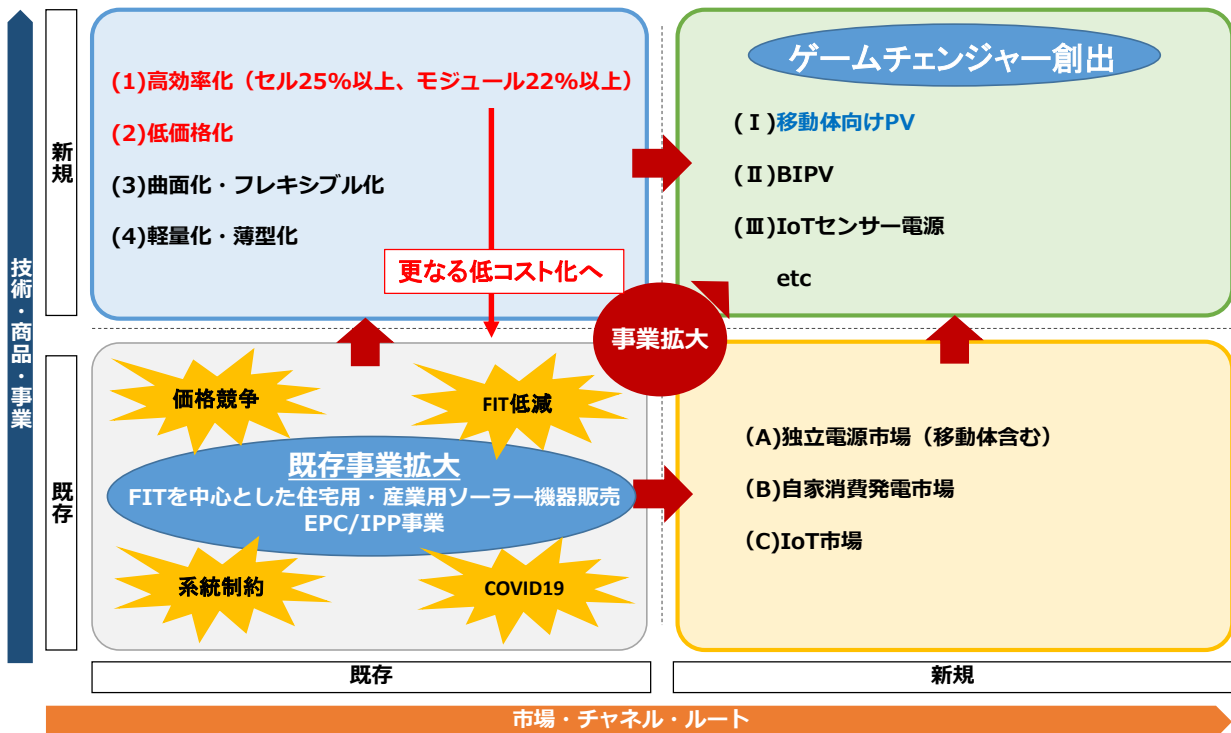 技術・商品・事業
新規
(1)高効率化（セル25%以上、モジュール22%以上）
(2)低価格化
(3)曲面化・フレキシブル化
(4)軽量化・薄型化
更なる低コスト化へ
ゲームチェンジャー創出
(Ⅰ)移動体向けPV
(Ⅱ)BIPV
(Ⅲ)IoTセンサー電源
etc
事業拡大
既存
価格競争
FIT低減
既存事業拡大
FITを中心とした住宅用・産業用ソーラー機器販売
EPC/IPP事業
系統制約
COVID19
（A)独立電源市場（移動体含む）
（B)自家消費発電市場
（C)IoT市場
既存
新規
市場・チャネル・ルート